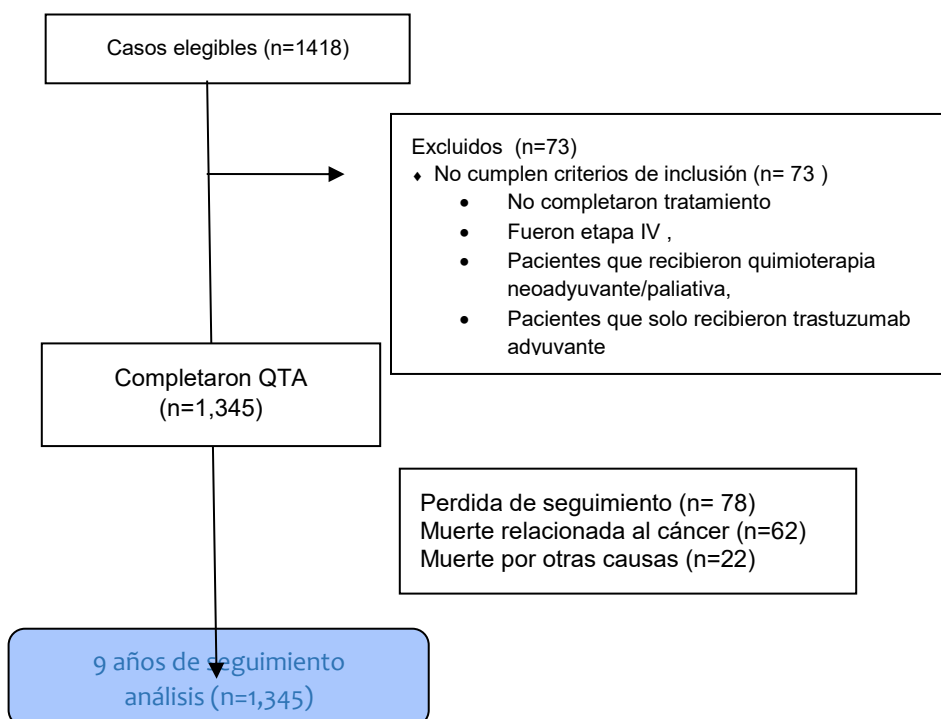 Casos elegibles (n=1418)
Excluidos (n=73)
⬧ No cumplen criterios de inclusión (n= 73 )
• No completaron tratamiento
• Fueron etapa IV ,
• Pacientes que recibieron quimioterapia
neoadyuvante/paliativa,
• Pacientes que solo recibieron trastuzumab
adyuvante
Completaron QTA
(n=1,345)
Perdida de seguimiento (n= 78)
Muerte relacionada al cáncer (n=62)
Muerte por otras causas (n=22)
9 años de seguimiento
análisis (n=1,345)